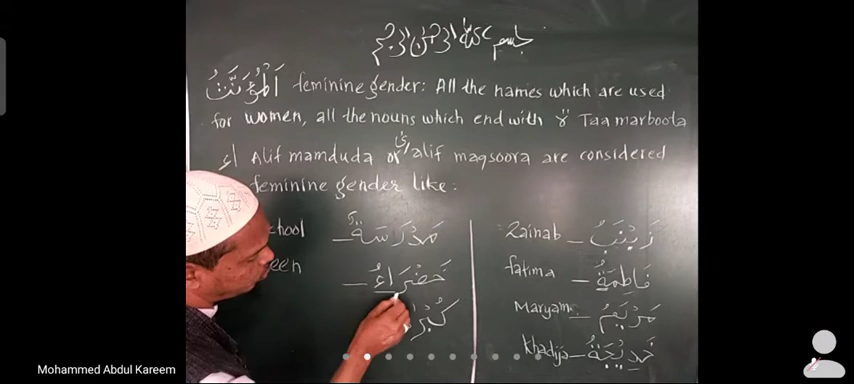 بسم الله الرحمن الرحيم
اَلْمُؤَنَّثُ feminine gender: All the names which are used
for women, all the nouns which end with ة Taa marboola
اء Alif mamduda or ى alif maqsoora are considered
feminine gender like:
chool – مَدْرَسَةٌ
een – خَضْرَاءُ
كُبْرَ
Zainab – زَيْنَبُ
fatima – فَاطِمَةُ
Maryam – مَرْيَمُ
Khadija – خَدِيْجَةُ
Mohammed Abdul Kareem